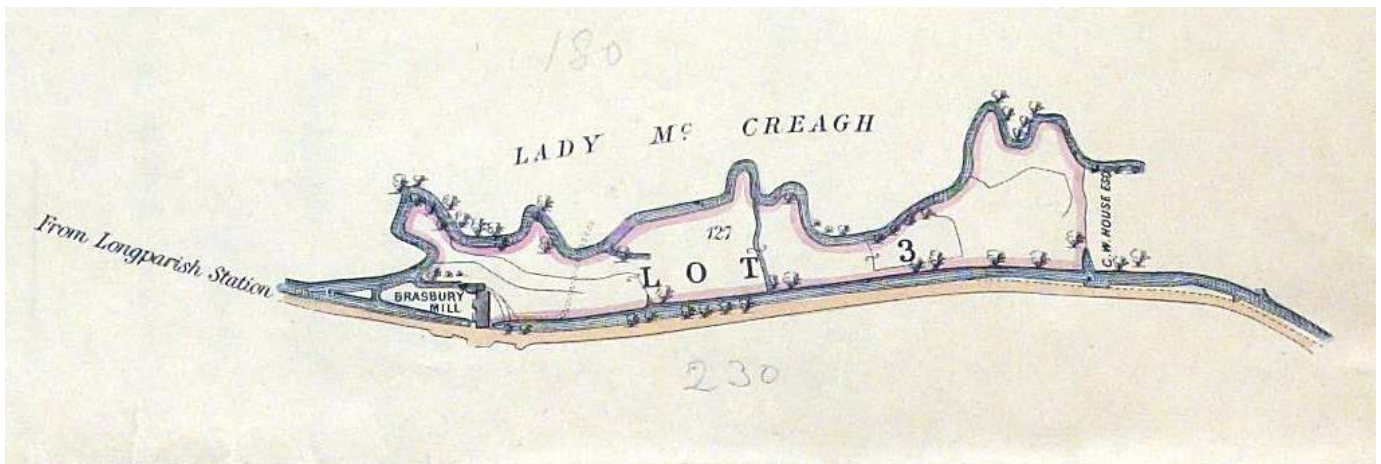 180
LADY Mc CREAGH
C. W. HOUSE ESQ.
From Longparish Station
127
LOT 3
BRASBURY
MILL
230